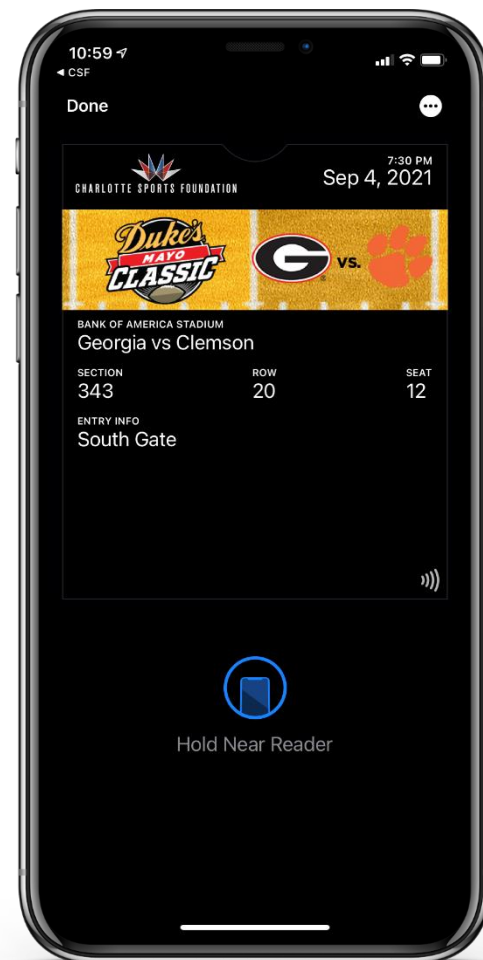 10:59
◀ CSF
Done
CHARLOTTE SPORTS FOUNDATION
7:30 PM
Sep 4, 2021
Duke's
MAYO
CLASSIC
G VS.
BANK OF AMERICA STADIUM
Georgia vs Clemson
SECTION ROW SEAT
343 20 12
ENTRY INFO
South Gate
Hold Near Reader